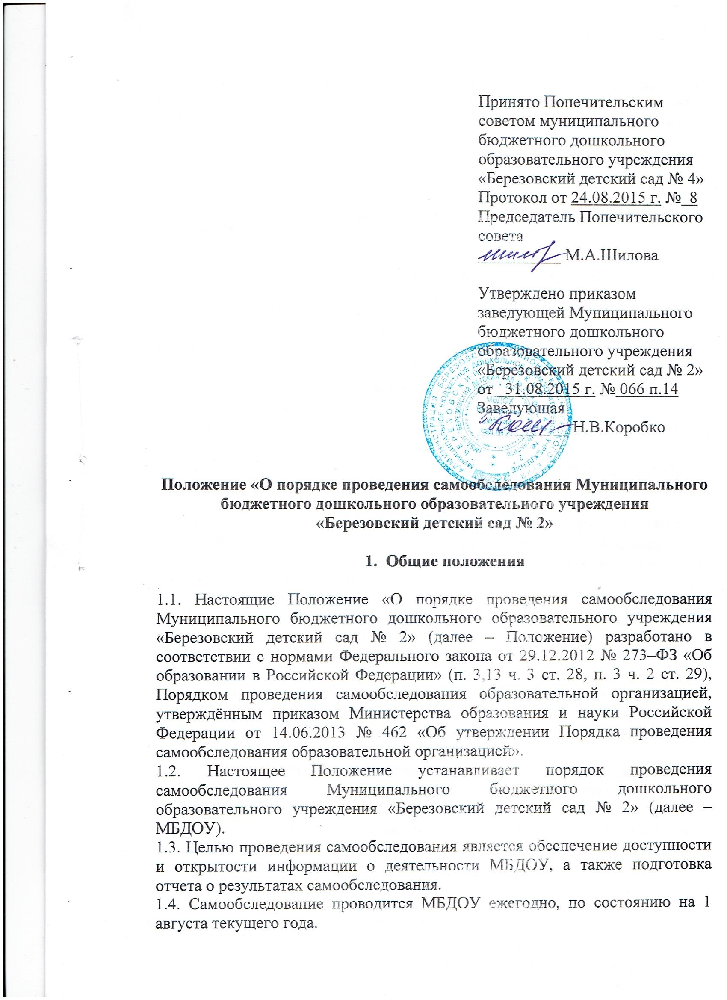 Принято Попечительским
советом муниципального
бюджетного дошкольного
образовательного учреждения
«Березовский детский сад № 4»
Протокол от 24.08.2015 г. № 8
Председатель Попечительского
совета
М.А.Шилова
Утверждено приказом
заведующей Муниципального
бюджетного дошкольного
образовательного учреждения
«Березовский детский сад № 2»
от 31.08.2015 г. № 066 п.14
Заведующая
Н.В.Коробко
Положение «О порядке проведения самообследования Муниципального
бюджетного дошкольного образовательного учреждения
«Березовский детский сад № 2»
1. Общие положения
1.1. Настоящие Положение «О порядке проведения самообследования
Муниципального бюджетного дошкольного образовательного учреждения
«Березовский детский сад № 2» (далее – Положение) разработано в
соответствии с нормами Федерального закона от 29.12.2012 № 273–ФЗ «Об
образовании в Российской Федерации» (п. 3,13 ч. 3 ст. 28, п. 3 ч. 2 ст. 29),
Порядком проведения самообследования образовательной организацией,
утверждённым приказом Министерства образования и науки Российской
Федерации от 14.06.2013 № 462 «Об утверждении Порядка проведения
самообследования образовательной организацией».
1.2. Настоящее Положение устанавливает порядок проведения
самообследования Муниципального бюджетного дошкольного
образовательного учреждения «Березовский детский сад № 2» (далее –
МБДОУ).
1.3. Целью проведения самообследования является обеспечение доступности
и открытости информации о деятельности МБДОУ, а также подготовка
отчета о результатах самообследования.
1.4. Самообследование проводится МБДОУ ежегодно, по состоянию на 1
августа текущего года.